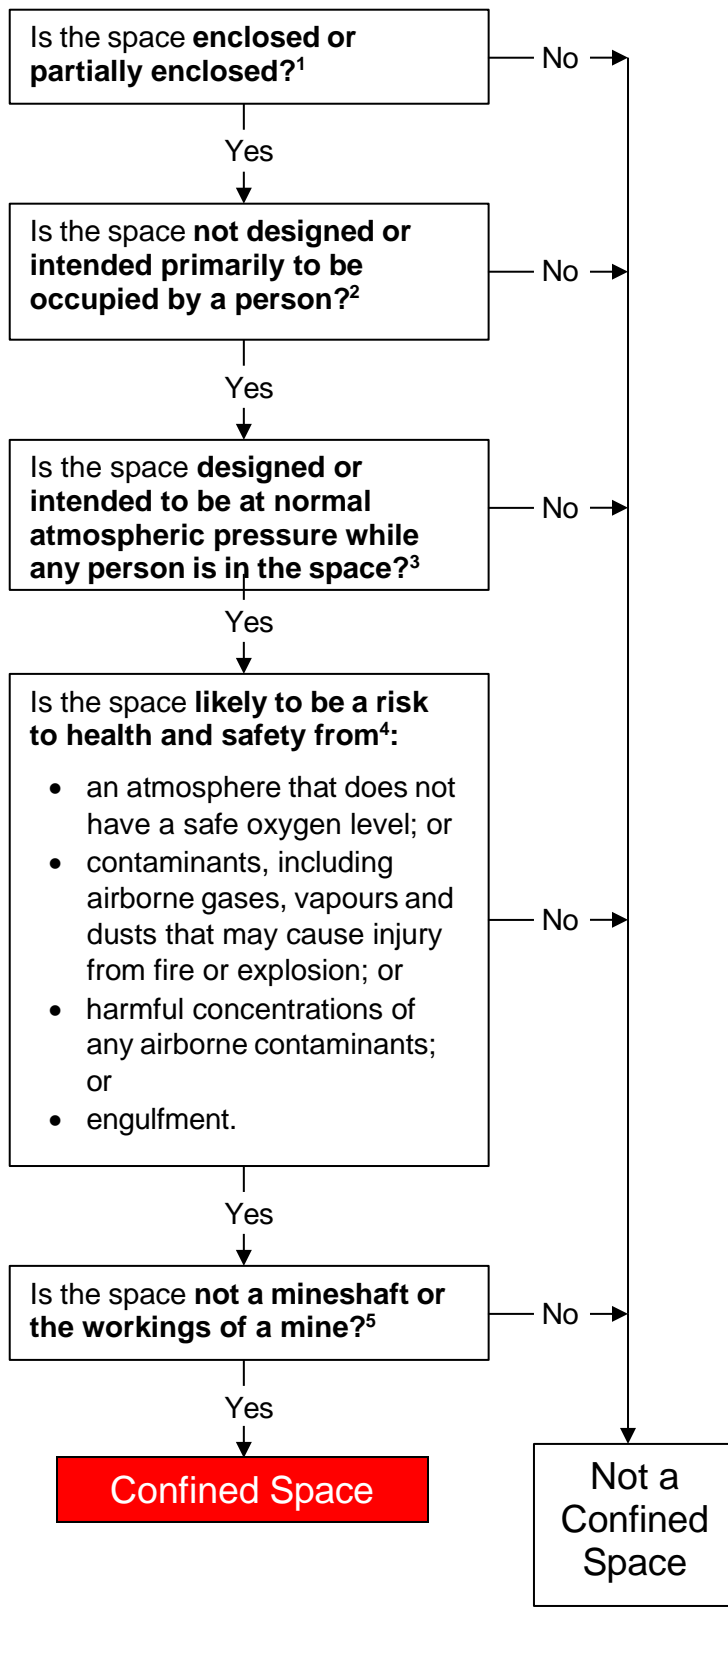 Is the space enclosed or
partially enclosed?¹
No
Yes
Is the space not designed or
intended primarily to be
occupied by a person?²
No
Yes
Is the space designed or
intended to be at normal
atmospheric pressure while
any person is in the space?³
No
Yes
Is the space likely to be a risk
to health and safety from⁴:
• an atmosphere that does not
have a safe oxygen level; or
• contaminants, including
airborne gases, vapours and
dusts that may cause injury
from fire or explosion; or
• harmful concentrations of
any airborne contaminants;
or
• engulfment.
No
Yes
Is the space not a mineshaft or
the workings of a mine?⁵
No
Yes
Confined Space
Not a
Confined
Space